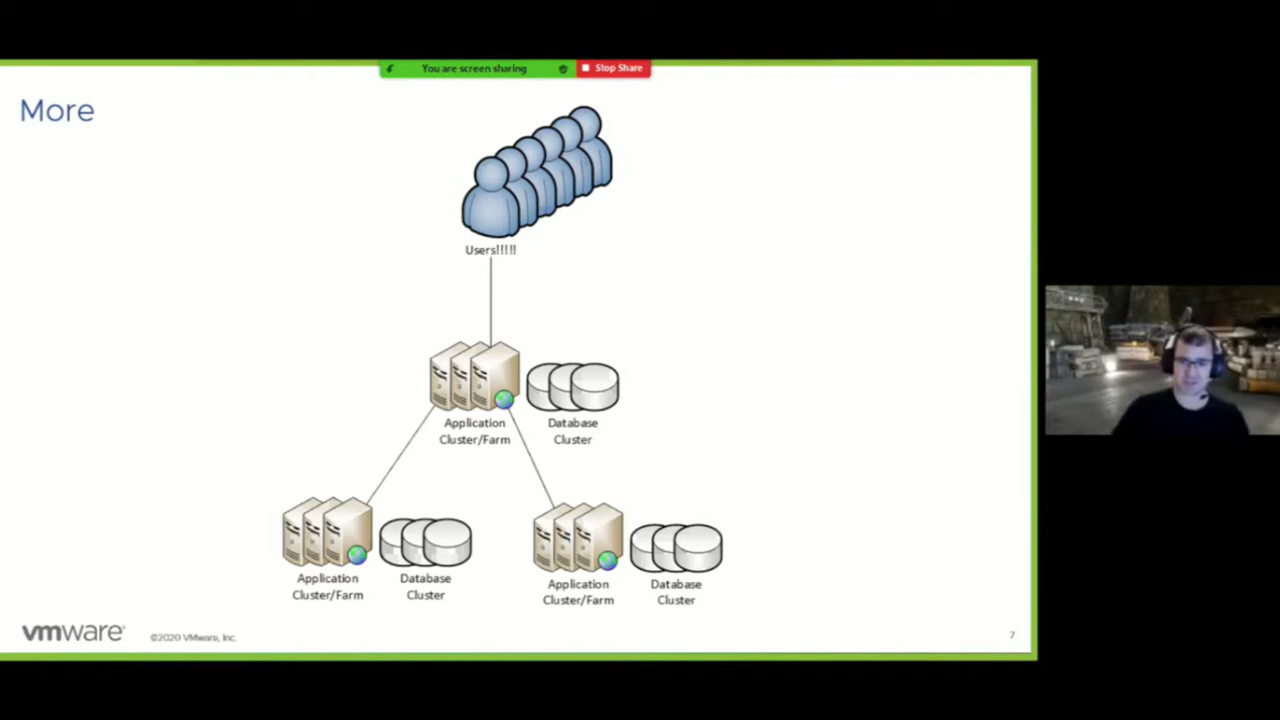 You are screen sharing
Stop Share
More
Users!!!!!
Application
Cluster/Farm
Database
Cluster
Application
Cluster/Farm
Database
Cluster
Application
Cluster/Farm
Database
Cluster
vmware
©2020 VMware, Inc.
7